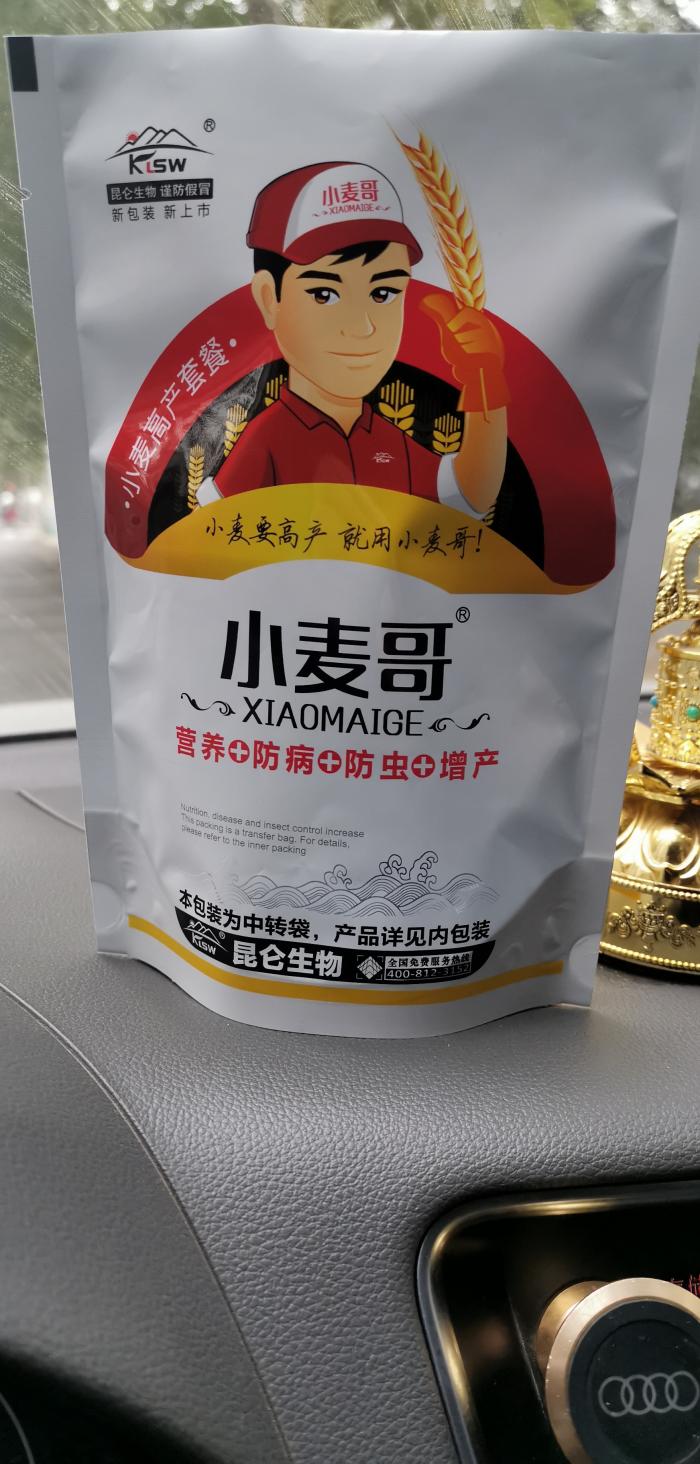 KLSW®
昆仑生物 谨防假冒
新包装 新上市
小麦哥
XIAOMAIGE
·小麦高产套餐·
小麦要高产 就用小麦哥!
小麦哥®
XIAOMAIGE
营养+防病+防虫+增产
Nutrition, disease and insect control increase
This packing is a transfer bag. For details,
please refer to the inner packing
本包装为中转袋，产品详见内包装
KLSW® 昆仑生物
全国免费服务热线
400-812-3152